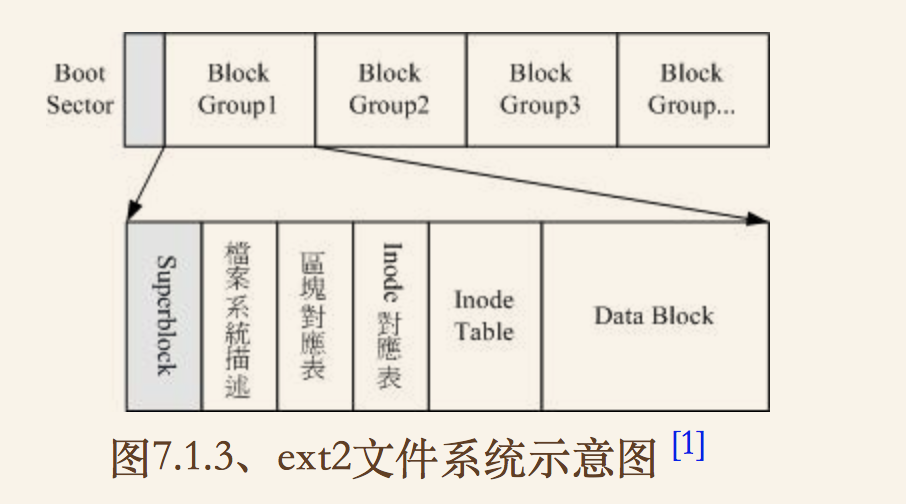 Boot
Sector
Block
Group1
Block
Group2
Block
Group3
Block
Group...
Superblock
檔案系統描述
區塊對應表
Inode 對應表
Inode
Table
Data Block
图7.1.3、ext2文件系统示意图 [1]